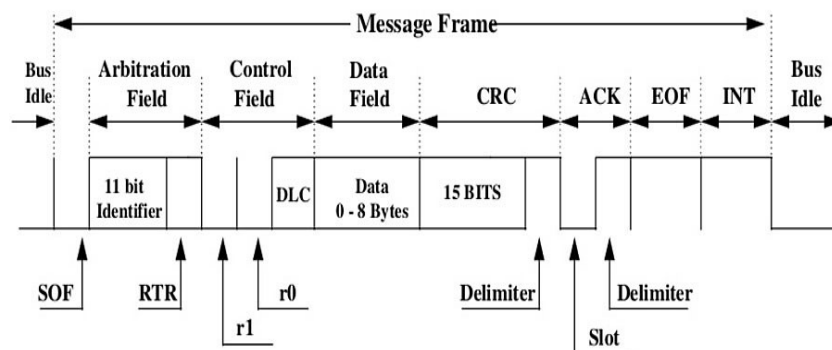 Message Frame
Bus Idle
Arbitration Field
Control Field
Data Field
CRC
ACK
EOF
INT
Bus Idle
11 bit Identifier
DLC
Data 0 - 8 Bytes
15 BITS
SOF
RTR
r1
r0
Delimiter
Slot
Delimiter